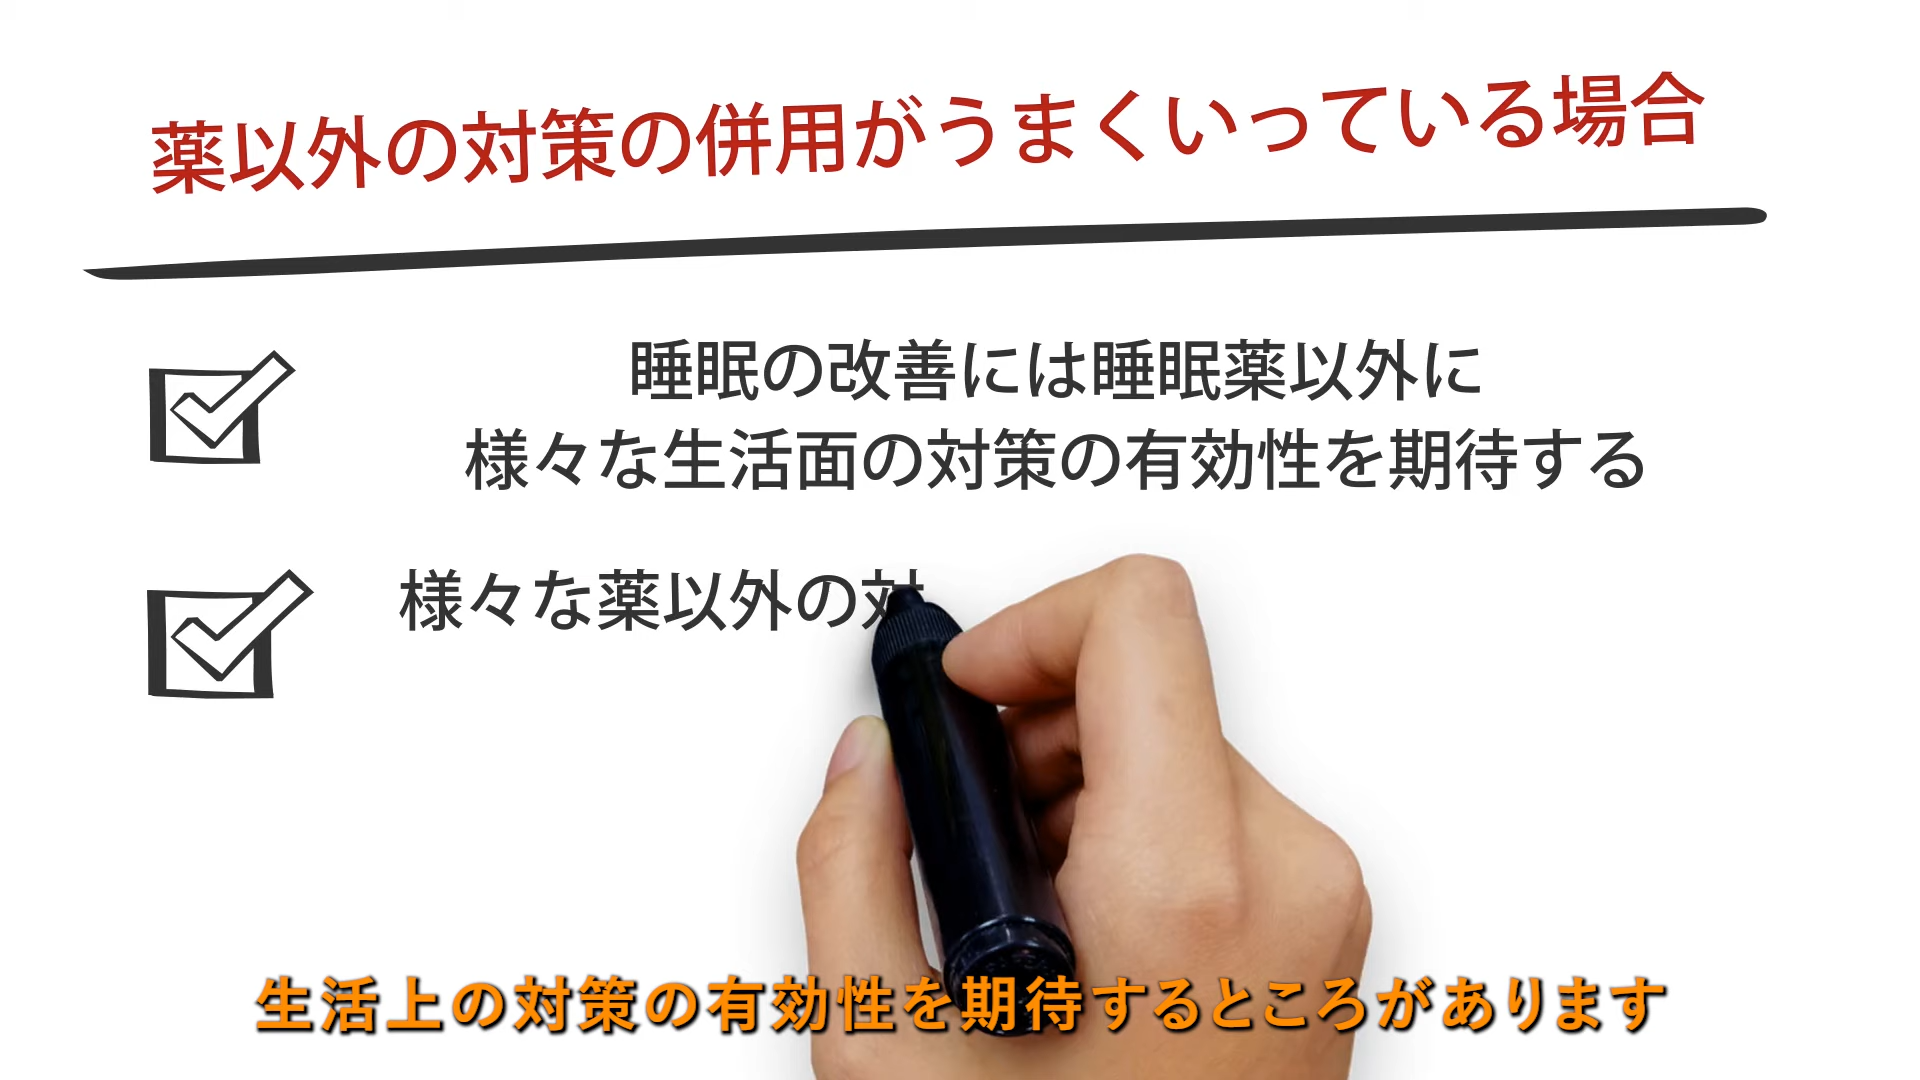 薬以外の対策の併用がうまくいっている場合
睡眠の改善には睡眠薬以外に
様々な生活面の対策の有効性を期待する
様々な薬以外の対
生活上の対策の有効性を期待するところがあります